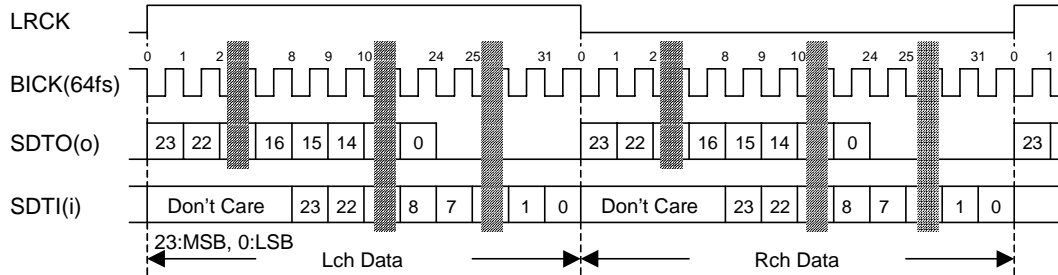 LRCK
0 1 2 8 9 10 24 25 31 0 1 2 8 9 10 24 25 31 0 1
BICK(64fs)
SDTO(o) 23 22 16 15 14 0 23 22 16 15 14 0 23
SDTI(i) Don't Care 23 22 8 7 1 0 Don't Care 23 22 8 7 1 0
23:MSB, 0:LSB
Lch Data Rch Data